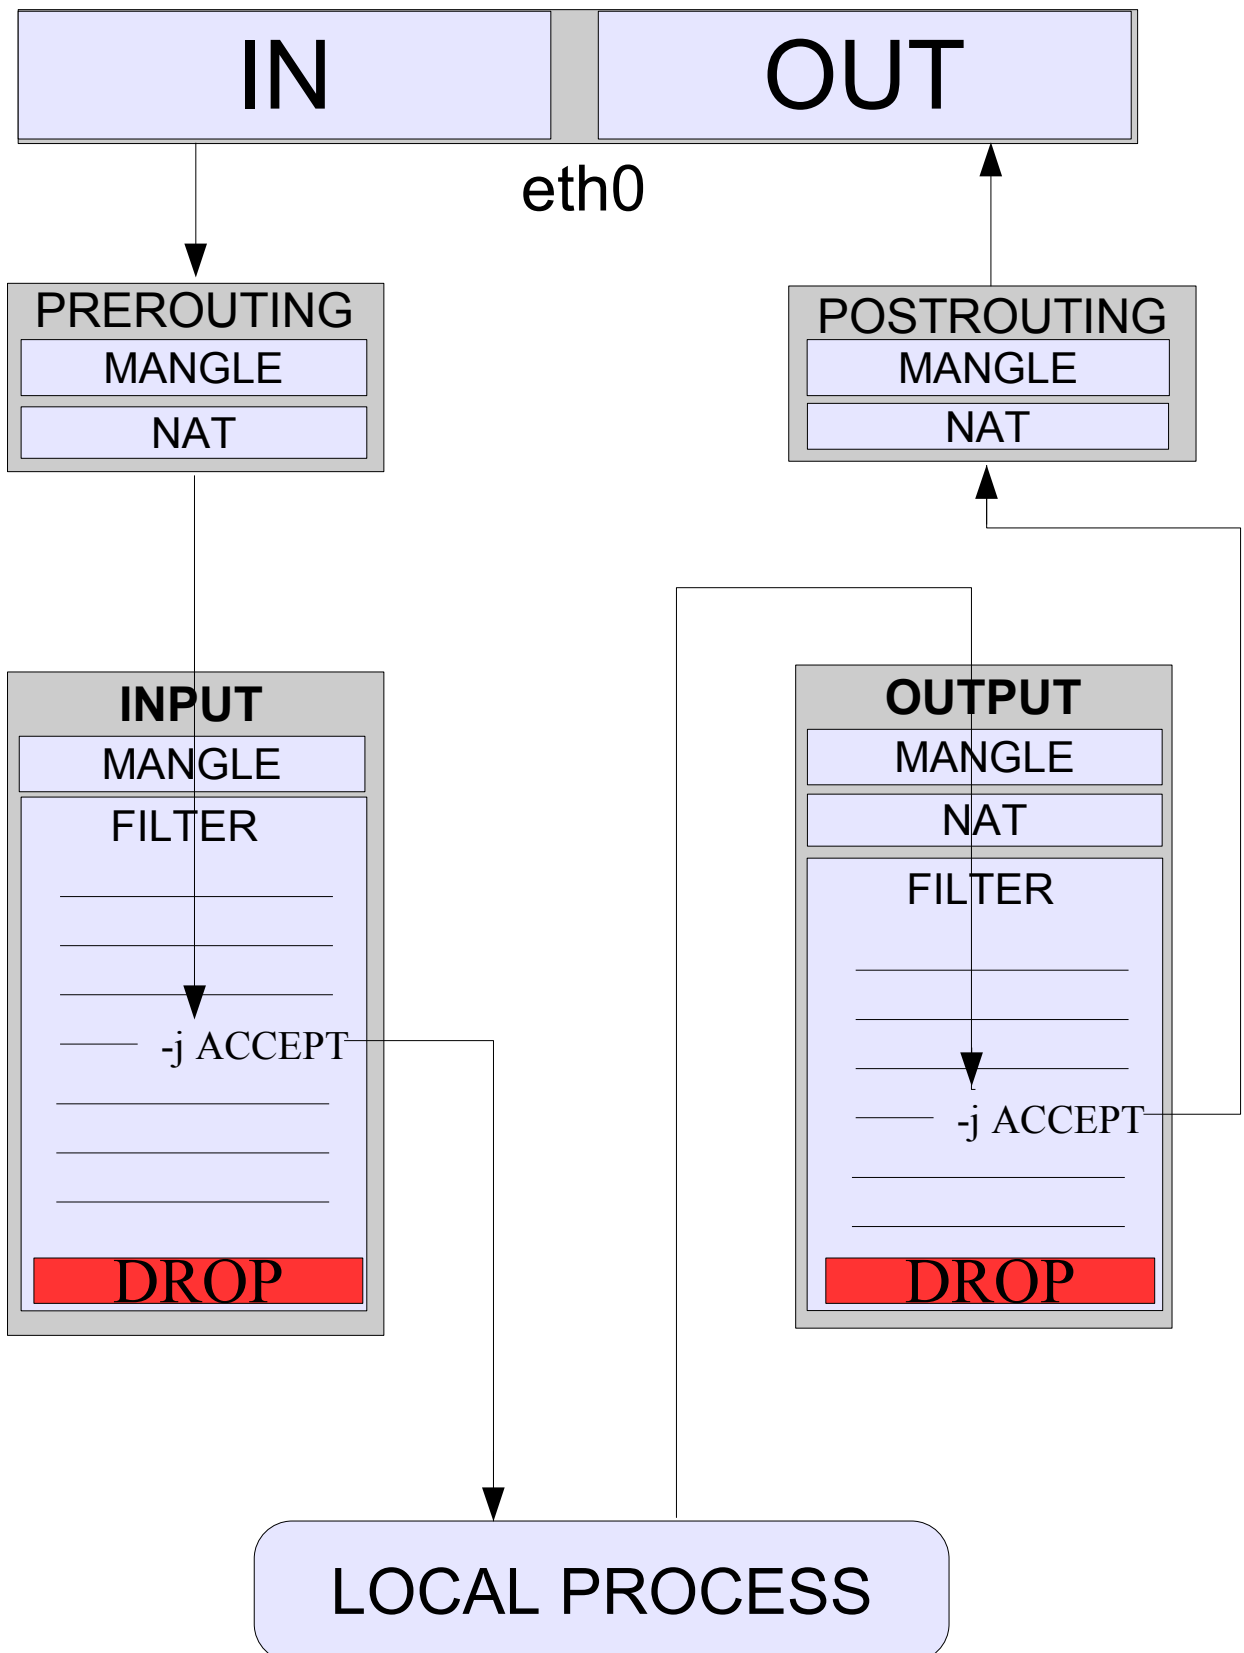 IN
OUT
eth0
PREROUTING
MANGLE
NAT
POSTROUTING
MANGLE
NAT
INPUT
MANGLE
FILTER
-j ACCEPT
DROP
OUTPUT
MANGLE
NAT
FILTER
-j ACCEPT
DROP
LOCAL PROCESS